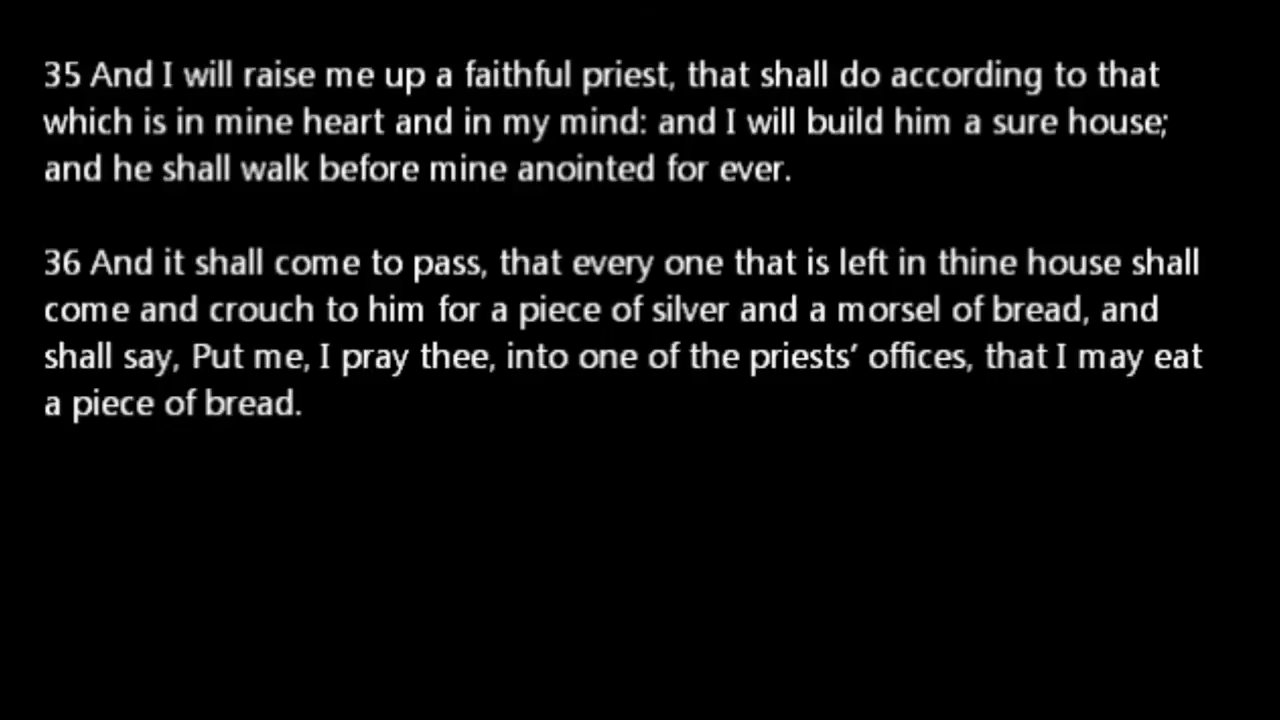 35 And I will raise me up a faithful priest, that shall do according to that
which is in mine heart and in my mind: and I will build him a sure house;
and he shall walk before mine anointed for ever.
36 And it shall come to pass, that every one that is left in thine house shall
come and crouch to him for a piece of silver and a morsel of bread, and
shall say, Put me, I pray thee, into one of the priests’ offices, that I may eat
a piece of bread.